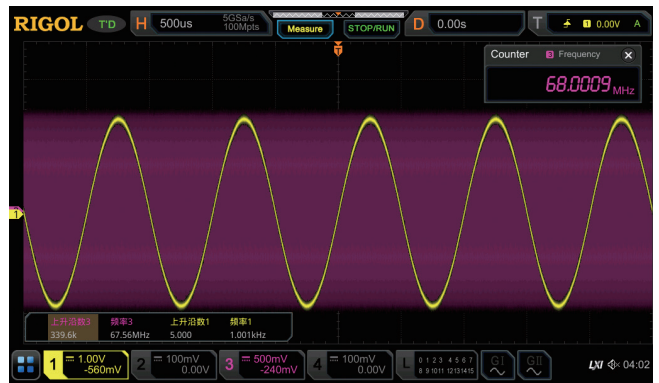 RIGOL T'D H 500us 5GSa/s 100Mpts Measure STOP/RUN D 0.00s T 1 0.00V A
T
Counter 3 Frequency X
68.0009 MHz
1
上升沿数3 频率3 上升沿数1 频率1
339.6k 67.56MHz 5.000 1.001kHz
1 1.00V -560mV 2 100mV 0.00V 3 500mV -240mV 4 100mV 0.00V L 0 1 2 3 4 5 6 7 8 9 10 11 12 13 14 15 GI GII LXI 04:02